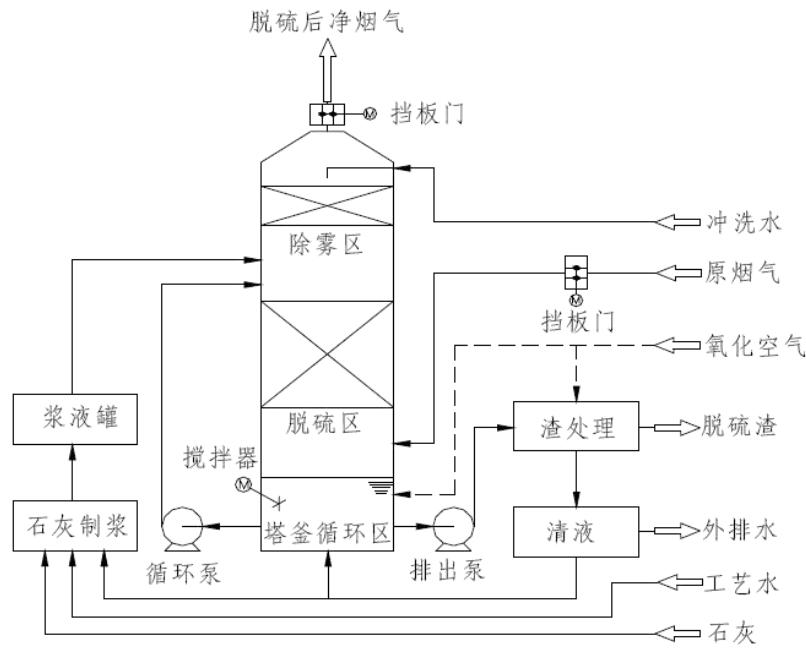 脱硫后净烟气
M
挡板门
冲洗水
除雾区
原烟气
M
挡板门
氧化空气
浆液罐
脱硫区
渣处理
脱硫渣
搅拌器
M
石灰制浆
塔釜循环区
清液
外排水
循环泵
排出泵
工艺水
石灰